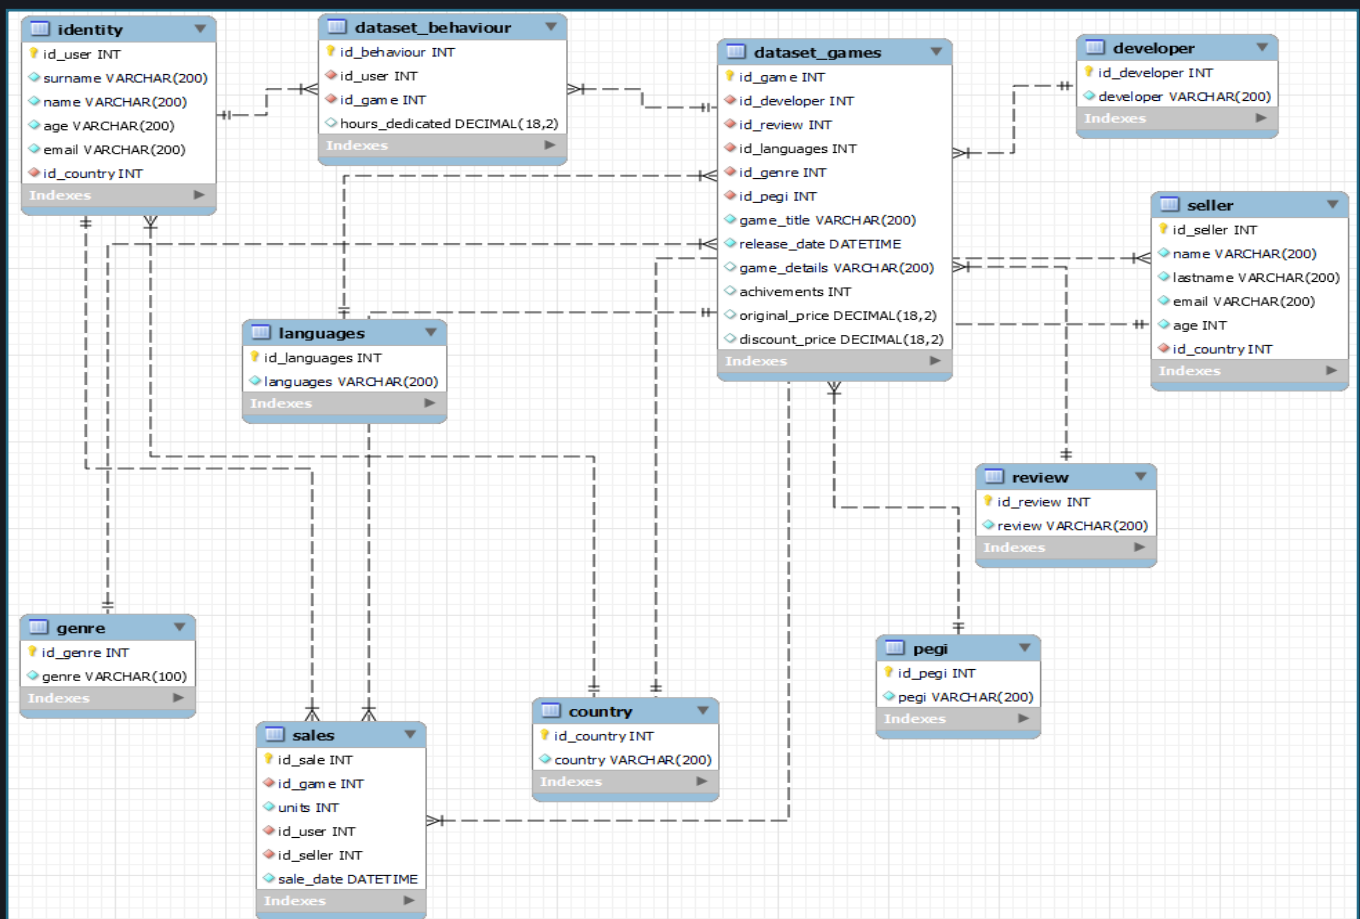 identity
id_user INT
surname VARCHAR(200)
name VARCHAR(200)
age VARCHAR(200)
email VARCHAR(200)
id_country INT
Indexes
dataset_behaviour
id_behaviour INT
id_user INT
id_game INT
hours_dedicated DECIMAL(18,2)
Indexes
dataset_games
id_game INT
id_developer INT
id_review INT
id_languages INT
id_genre INT
id_pegi INT
game_title VARCHAR(200)
release_date DATETIME
game_details VARCHAR(200)
achivements INT
original_price DECIMAL(18,2)
discount_price DECIMAL(18,2)
Indexes
developer
id_developer INT
developer VARCHAR(200)
Indexes
seller
id_seller INT
name VARCHAR(200)
lastname VARCHAR(200)
email VARCHAR(200)
age INT
id_country INT
Indexes
languages
id_languages INT
languages VARCHAR(200)
Indexes
review
id_review INT
review VARCHAR(200)
Indexes
genre
id_genre INT
genre VARCHAR(100)
Indexes
pegi
id_pegi INT
pegi VARCHAR(200)
Indexes
country
id_country INT
country VARCHAR(200)
Indexes
sales
id_sale INT
id_game INT
units INT
id_user INT
id_seller INT
sale_date DATETIME
Indexes